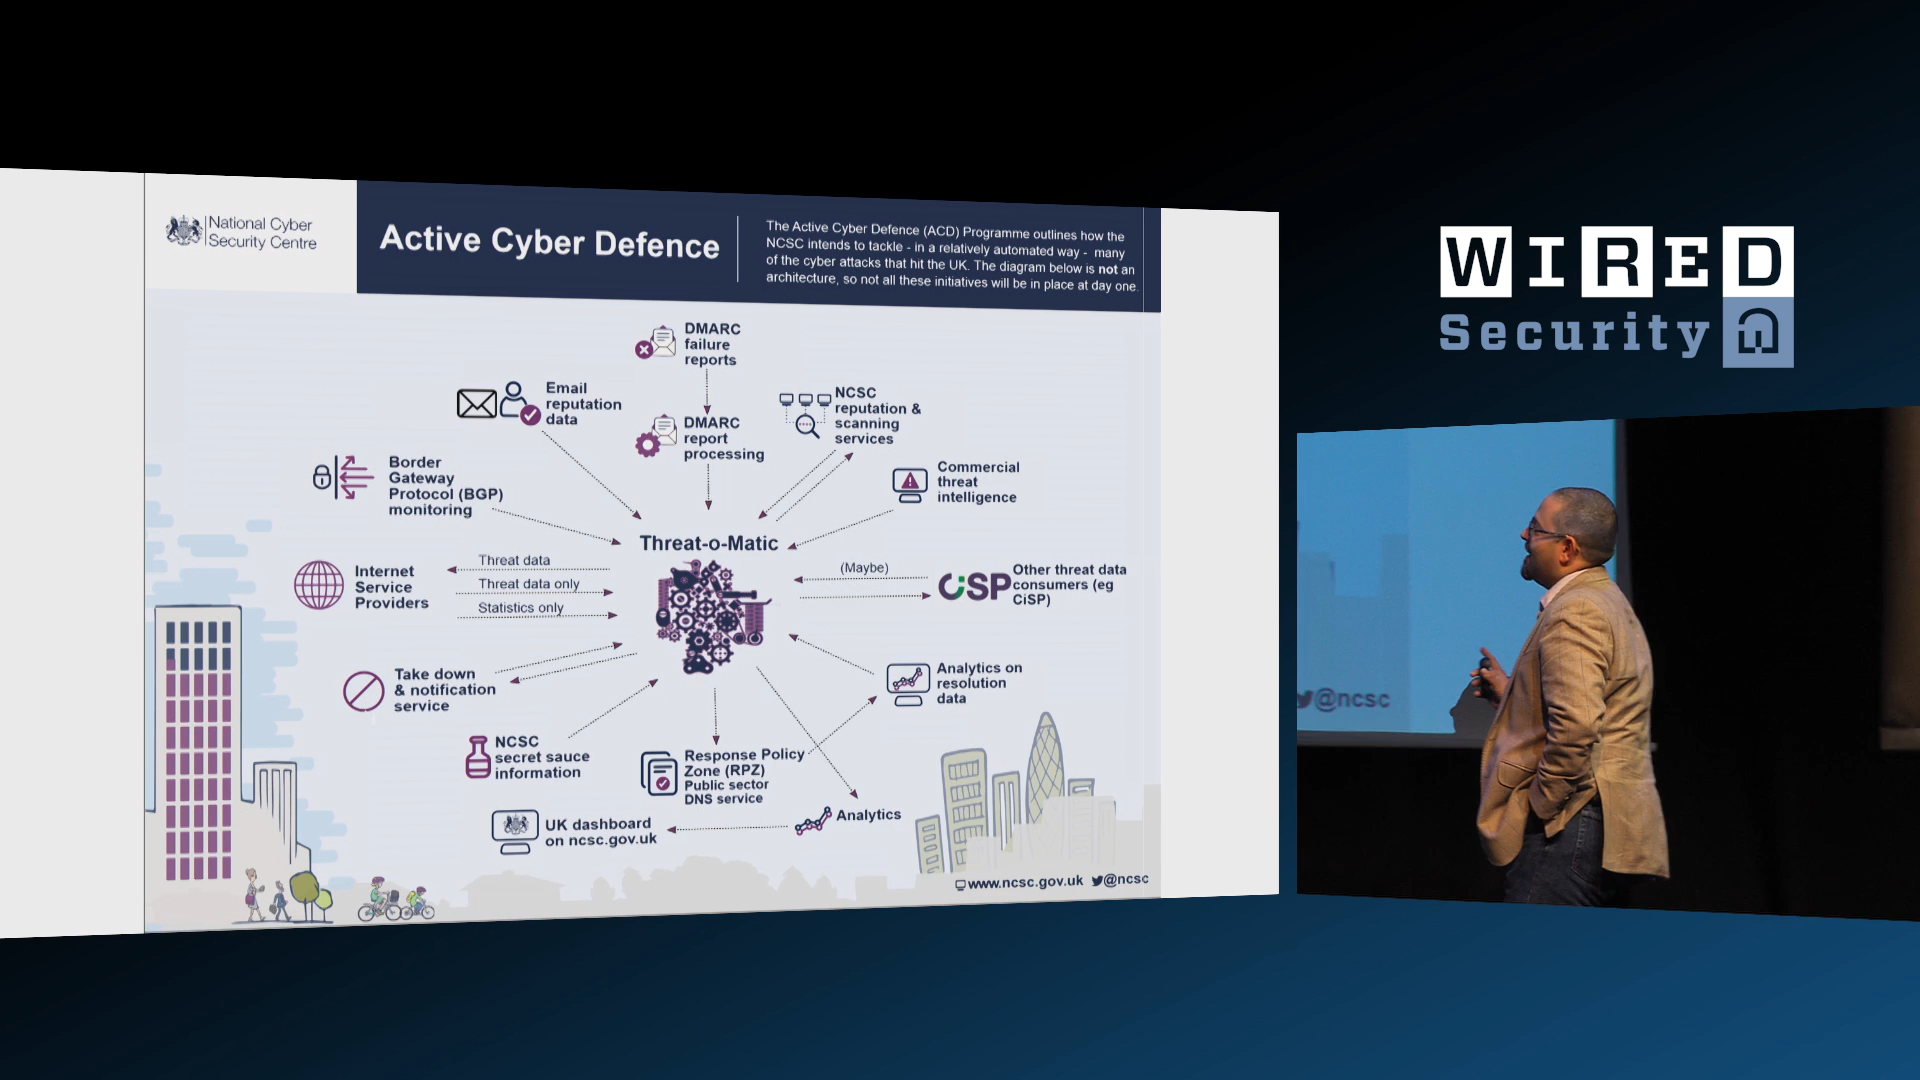 National Cyber
Security Centre
Active Cyber Defence
The Active Cyber Defence (ACD) Programme outlines how the
NCSC intends to tackle - in a relatively automated way - many
of the cyber attacks that hit the UK. The diagram below is not an
architecture, so not all these initiatives will be in place at day one.
WIRED
Security
DMARC
failure
reports
Email
reputation
data
DMARC
report
processing
NCSC
reputation &
scanning
services
Border
Gateway
Protocol (BGP)
monitoring
Commercial
threat
intelligence
Threat-o-Matic
Internet
Service
Providers
Threat data
Threat data only
Statistics only
(Maybe)
CiSP
Other threat data
consumers (eg
CiSP)
Take down
& notification
service
Analytics on
resolution
data
NCSC
secret sauce
information
Response Policy
Zone (RPZ)
Public sector
DNS service
UK dashboard
on ncsc.gov.uk
Analytics
www.ncsc.gov.uk @ncsc
@ncsc